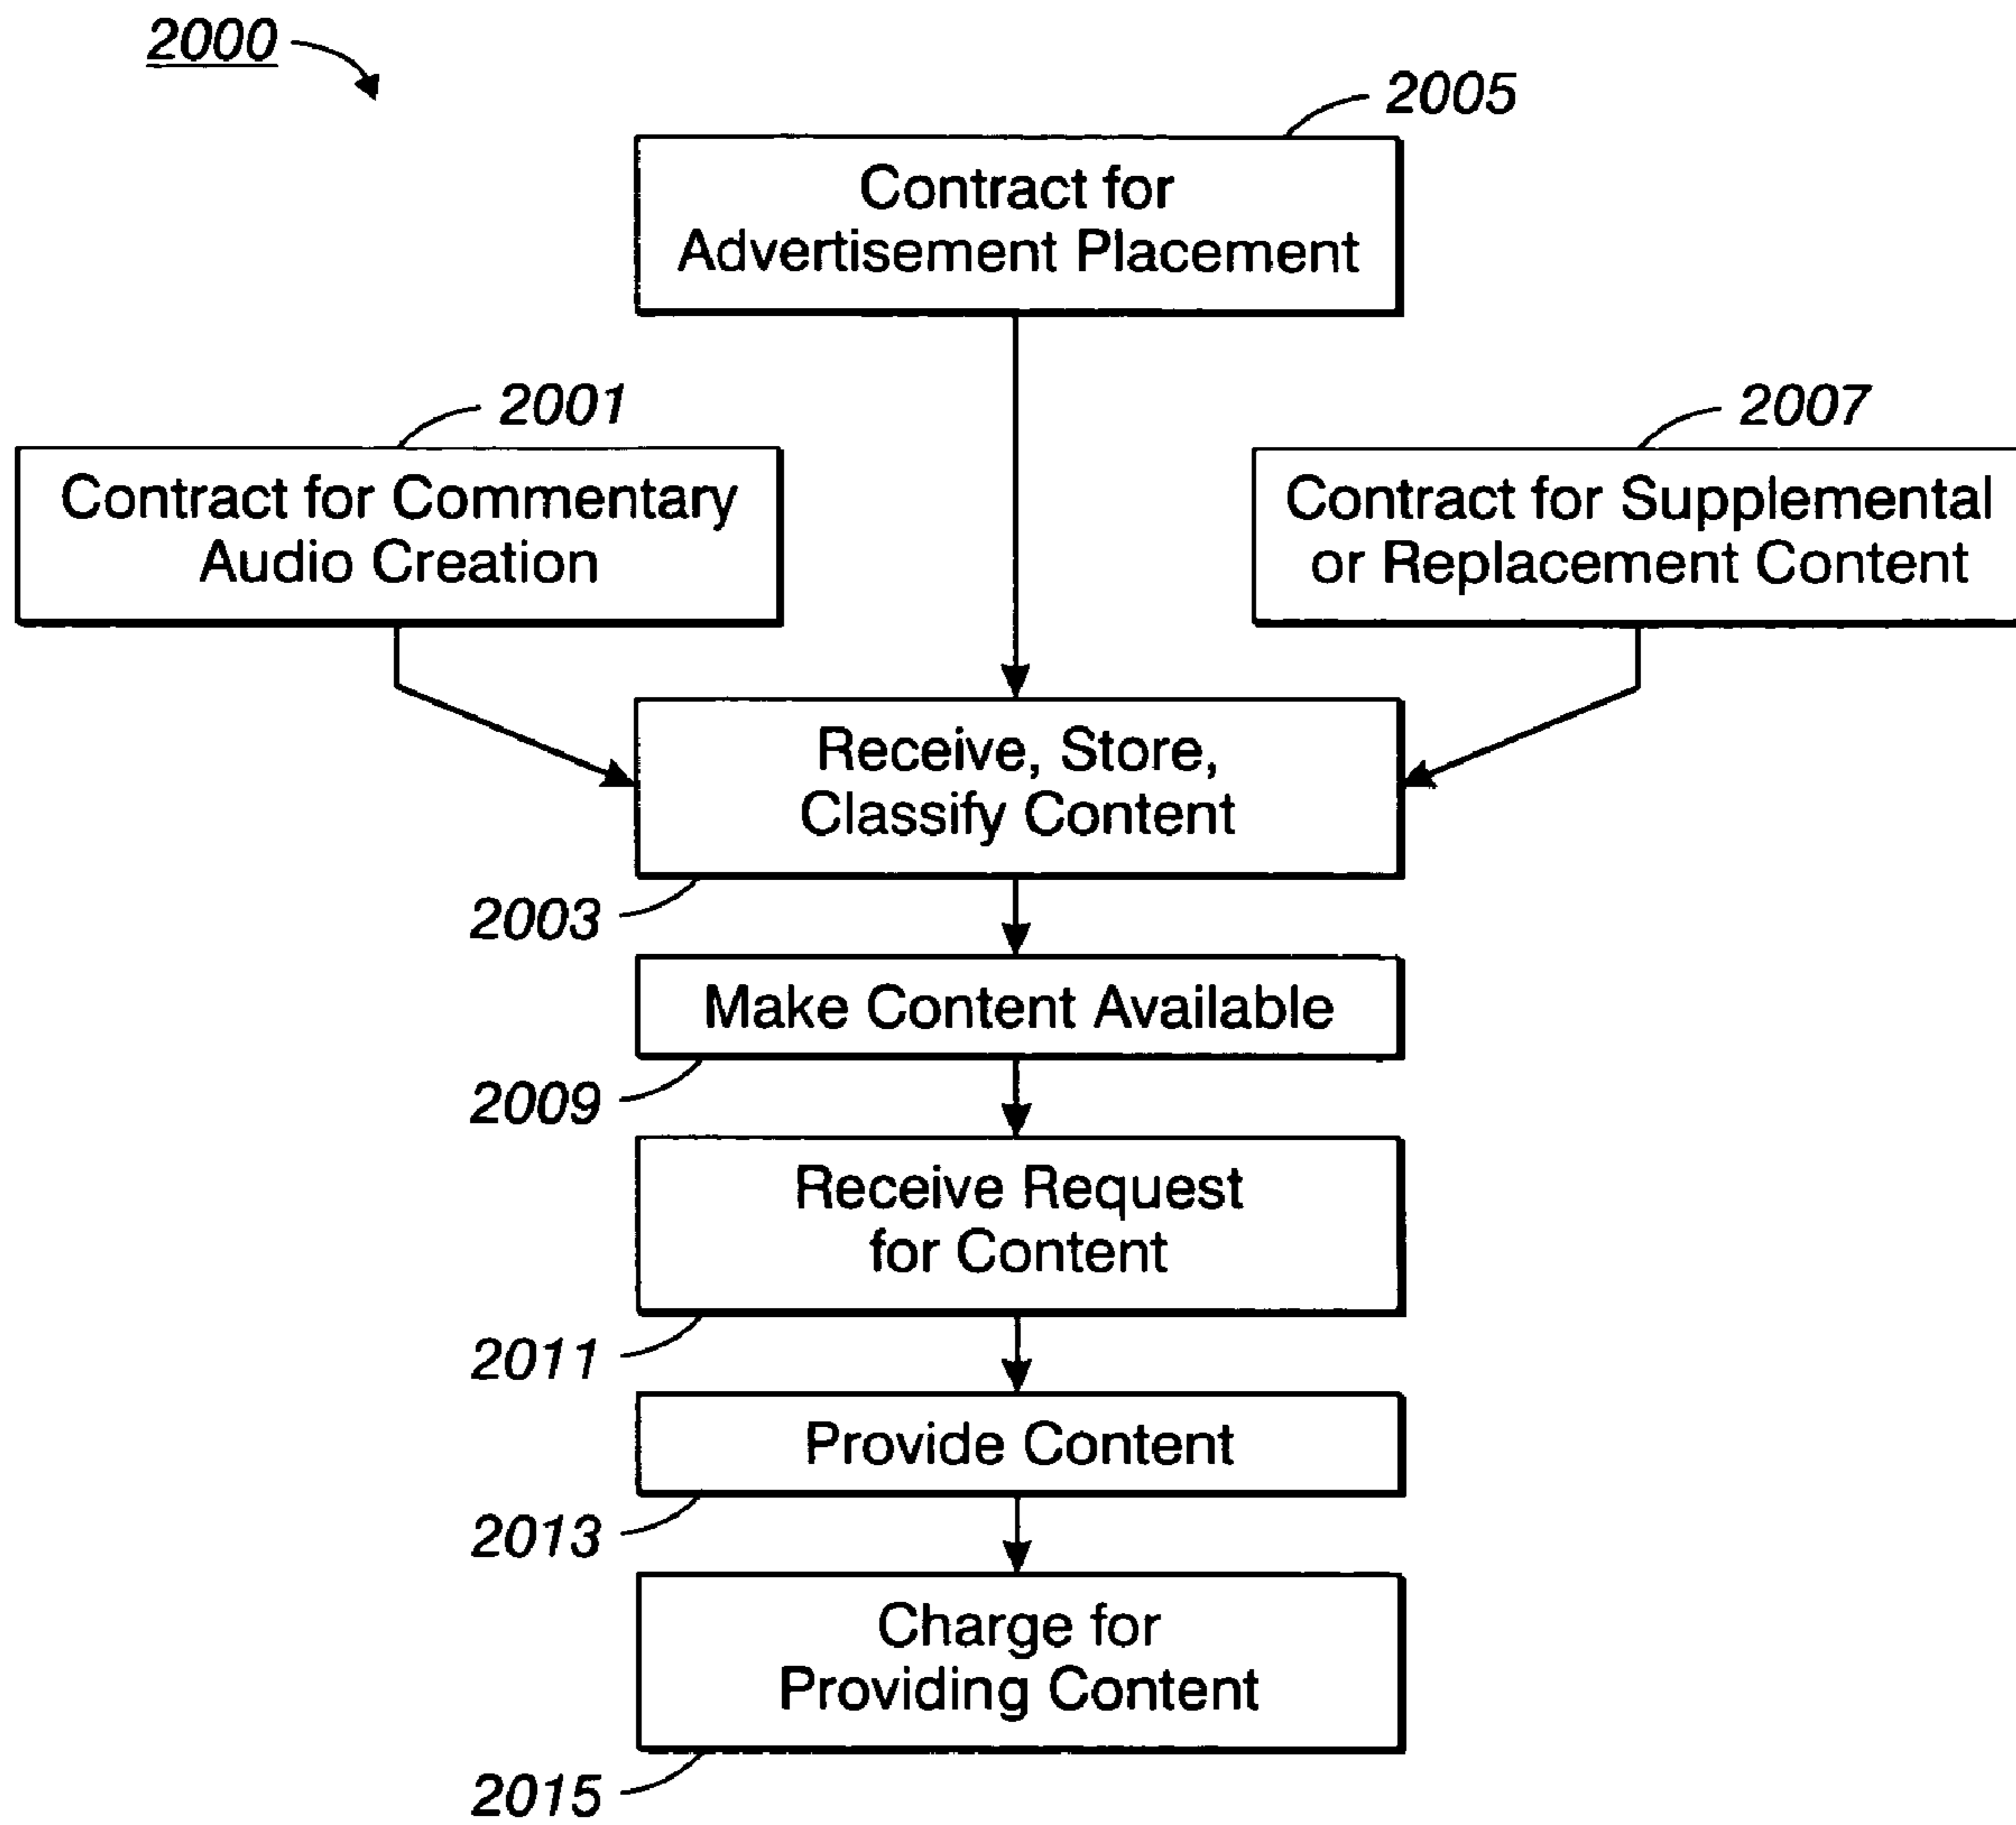 2000
2005
Contract for
Advertisement Placement
2001
Contract for Commentary
Audio Creation
2007
Contract for Supplemental
or Replacement Content
Receive, Store,
Classify Content
2003
Make Content Available
2009
Receive Request
for Content
2011
Provide Content
2013
Charge for
Providing Content
2015